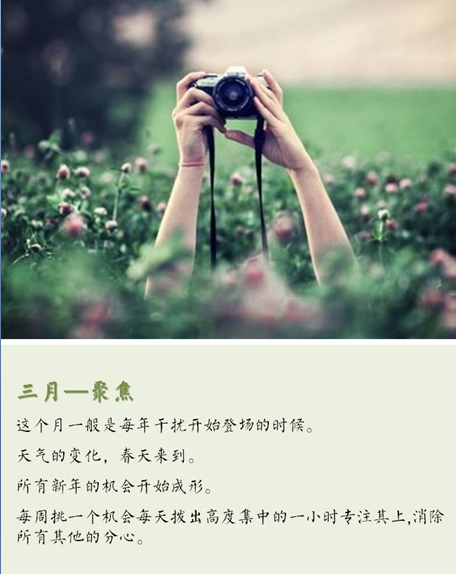 三月—聚焦
这个月一般是每年干扰开始登场的时候。
天气的变化，春天来到。
所有新年的机会开始成形。
每周挑一个机会每天拨出高度集中的一小时专注其上,消除
所有其他的分心。